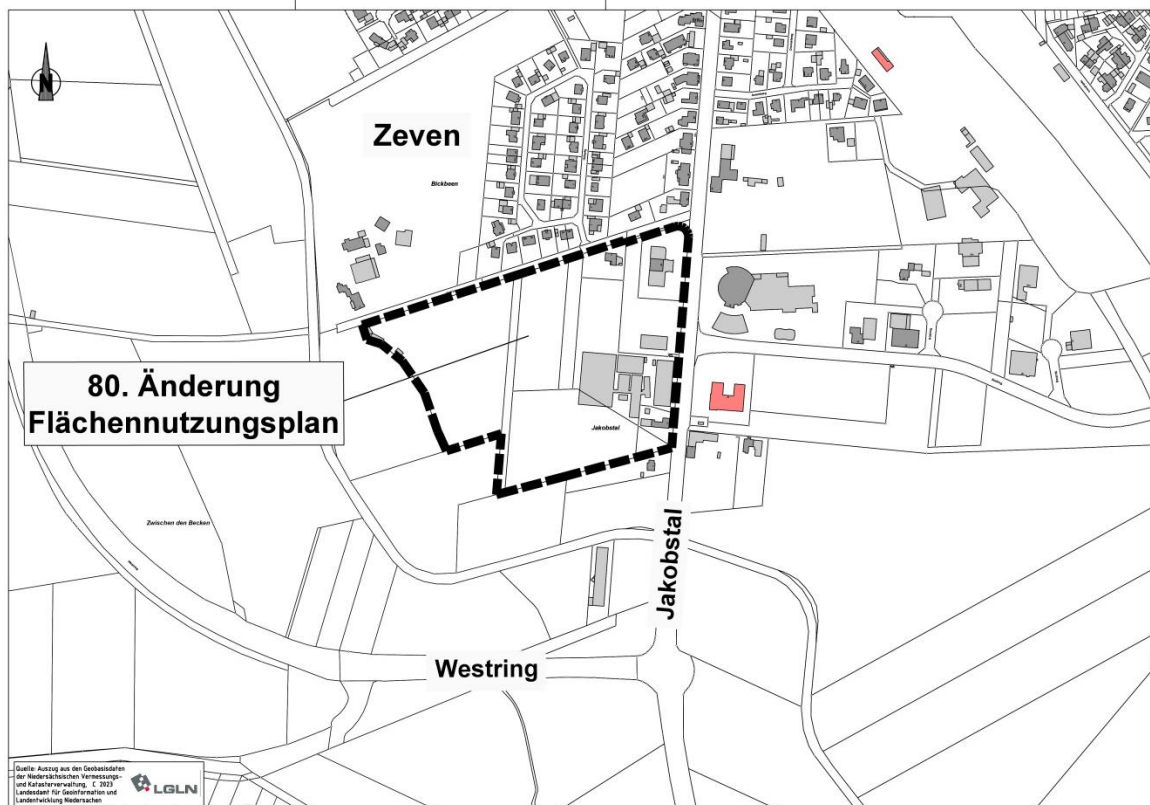 N
Zeven
Bickbeen
80. Änderung
Flächennutzungsplan
Jakobstal
Zwischen den Becken
Jakobstal
Westring
Quelle: Auszug aus den Geobasisdaten
der Niedersächsischen Vermessungs-
und Katasterverwaltung, C 2023
Landesamt für Geoinformation und
Landentwicklung Niedersachen
LGLN